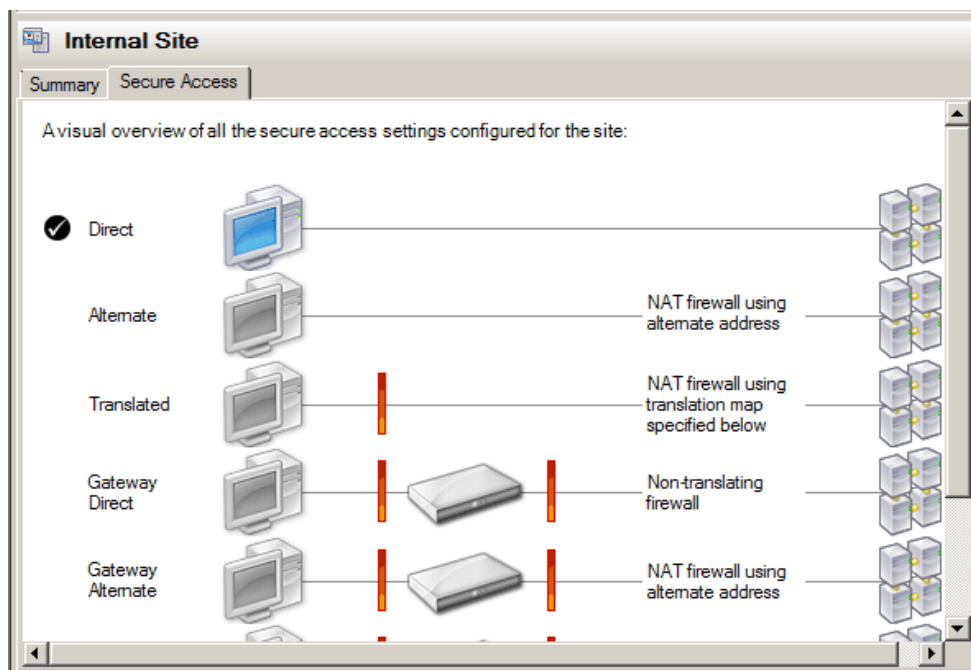 Internal Site
Summary
Secure Access
A visual overview of all the secure access settings configured for the site:
Direct
Alternate
NAT firewall using
alternate address
Translated
NAT firewall using
translation map
specified below
Gateway
Direct
Non-translating
firewall
Gateway
Alternate
NAT firewall using
alternate address